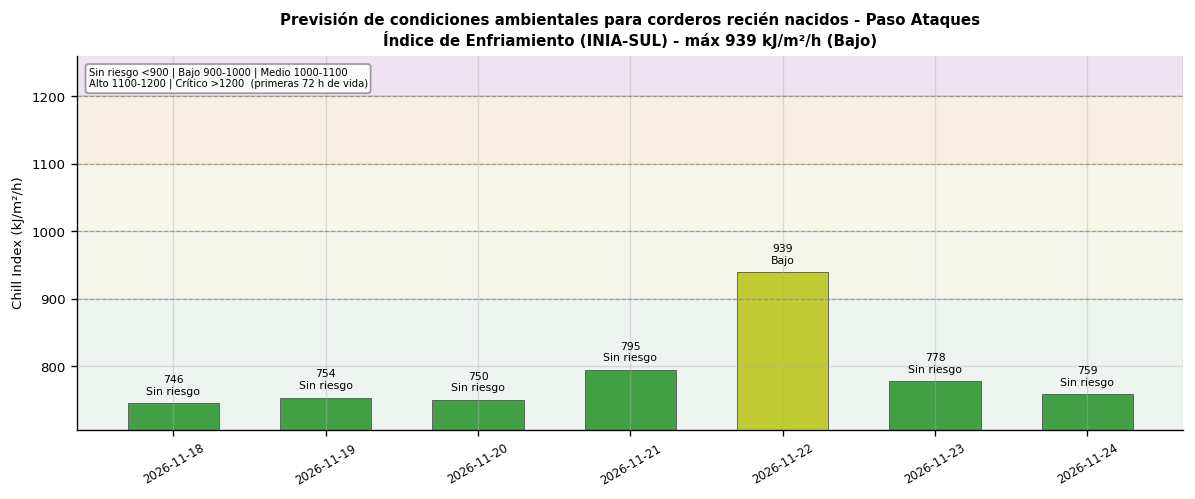 Previsión de condiciones ambientales para corderos recién nacidos - Paso Ataques
Índice de Enfriamiento (INIA-SUL) - máx 939 kJ/m²/h (Bajo)
Sin riesgo <900 | Bajo 900-1000 | Medio 1000-1100
Alto 1100-1200 | Crítico >1200  (primeras 72 h de vida)
Chill Index (kJ/m²/h)
1200
1100
1000
900
800
746
Sin riesgo
754
Sin riesgo
750
Sin riesgo
795
Sin riesgo
939
Bajo
778
Sin riesgo
759
Sin riesgo
2026-11-18
2026-11-19
2026-11-20
2026-11-21
2026-11-22
2026-11-23
2026-11-24